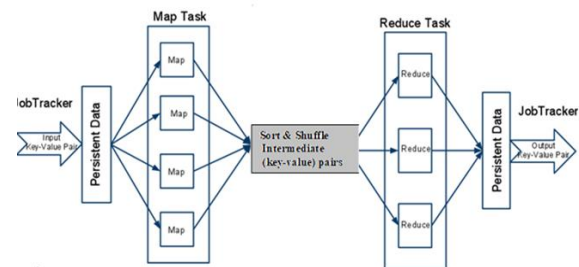 Map Task
Reduce Task
JobTracker
Input
Key-Value Pair
Persistent Data
Map
Map
Map
Map
Sort & Shuffle
Intermediate
(key-value) pairs
Reduce
Reduce
Reduce
Persistent Data
JobTracker
Output
Key-Value Pair